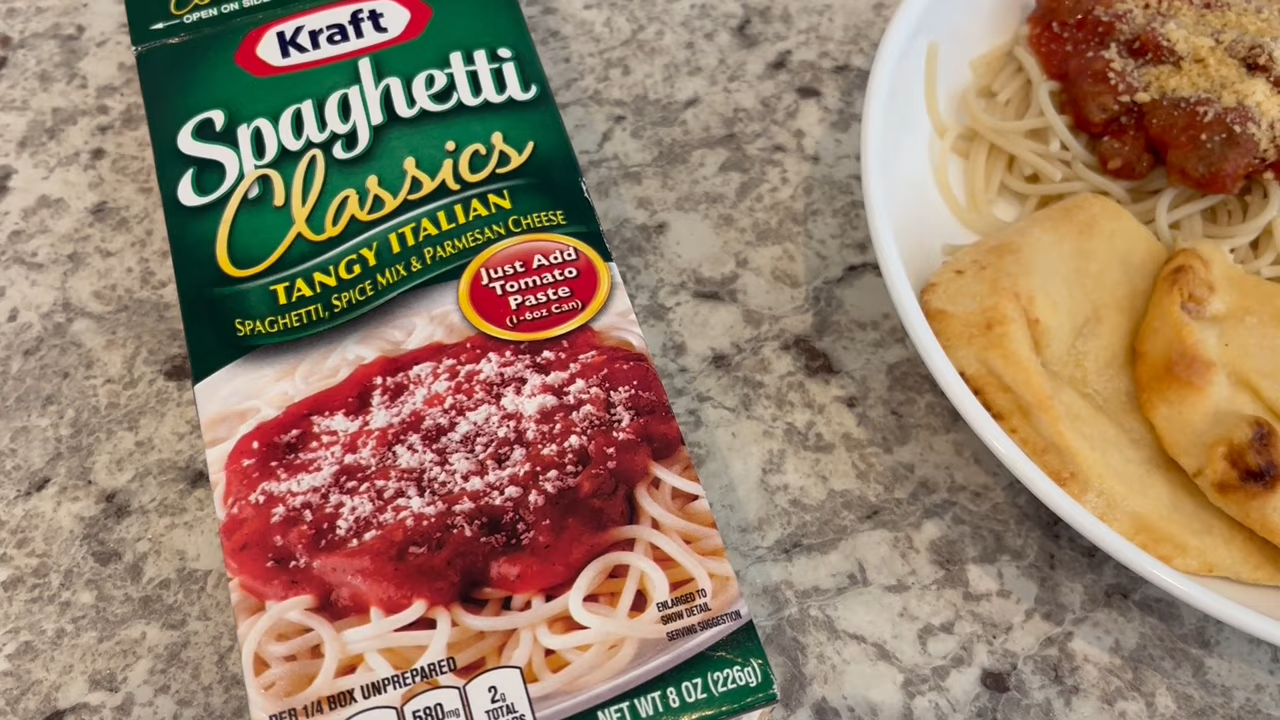 OPEN ON SIDE
Kraft
Spaghetti
Classics
TANGY ITALIAN
SPAGHETTI, SPICE MIX & PARMESAN CHEESE
Just Add
Tomato
Paste
(1-6oz Can)
ENLARGED TO
SHOW DETAIL
SERVING SUGGESTION
PER 1/4 BOX UNPREPARED
580mg
2g
TOTAL
NET WT 8 OZ (226g)